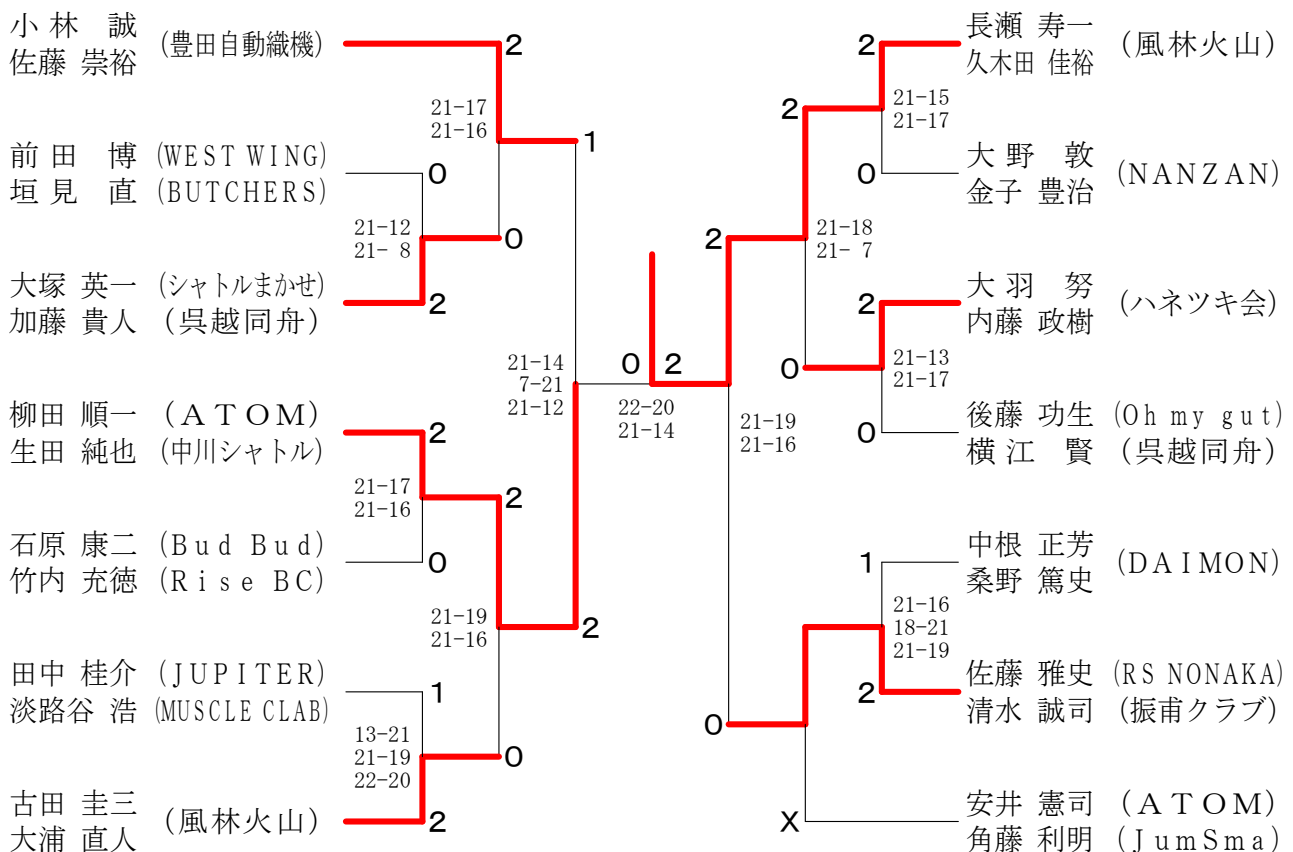 小林 誠
佐藤 崇裕
(豊田自動織機)
2
21-17
21-16
1
前田 博 (WEST WING)
垣見 直 (BUTCHERS)
0
21-12
21- 8
0
大塚 英一 (シャトルまかせ)
加藤 貴人 (呉越同舟)
2
21-14
7-21
21-12
柳田 順一 (ATOM)
生田 純也 (中川シャトル)
2
21-17
21-16
2
石原 康二 (Bud Bud)
竹内 充徳 (Rise BC)
0
21-19
21-16
2
田中 桂介 (JUPITER)
淡路谷 浩 (MUSCLE CLAB)
1
13-21
21-19
22-20
0
古田 圭三
大浦 直人
(風林火山)
2
0 2
22-20
21-14
長瀬 寿一
久木田 佳裕
(風林火山)
2
21-15
21-17
2
大野 敦
金子 豊治
(NANZAN)
0
21-18
21- 7
2
大羽 努
内藤 政樹
(ハネツキ会)
2
21-13
21-17
0
後藤 功生 (Oh my gut)
横江 賢 (呉越同舟)
0
21-19
21-16
中根 正芳
桑野 篤史
(DAIMON)
1
21-16
18-21
21-19
佐藤 雅史 (RS NONAKA)
清水 誠司 (振甫クラブ)
2
0
安井 憲司 (ATOM)
角藤 利明 (JumSma)
X